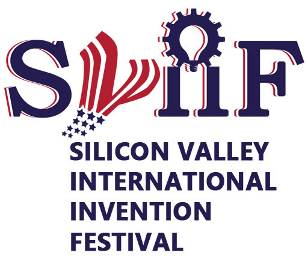 SViiF
SILICON VALLEY
INTERNATIONAL
INVENTION
FESTIVAL